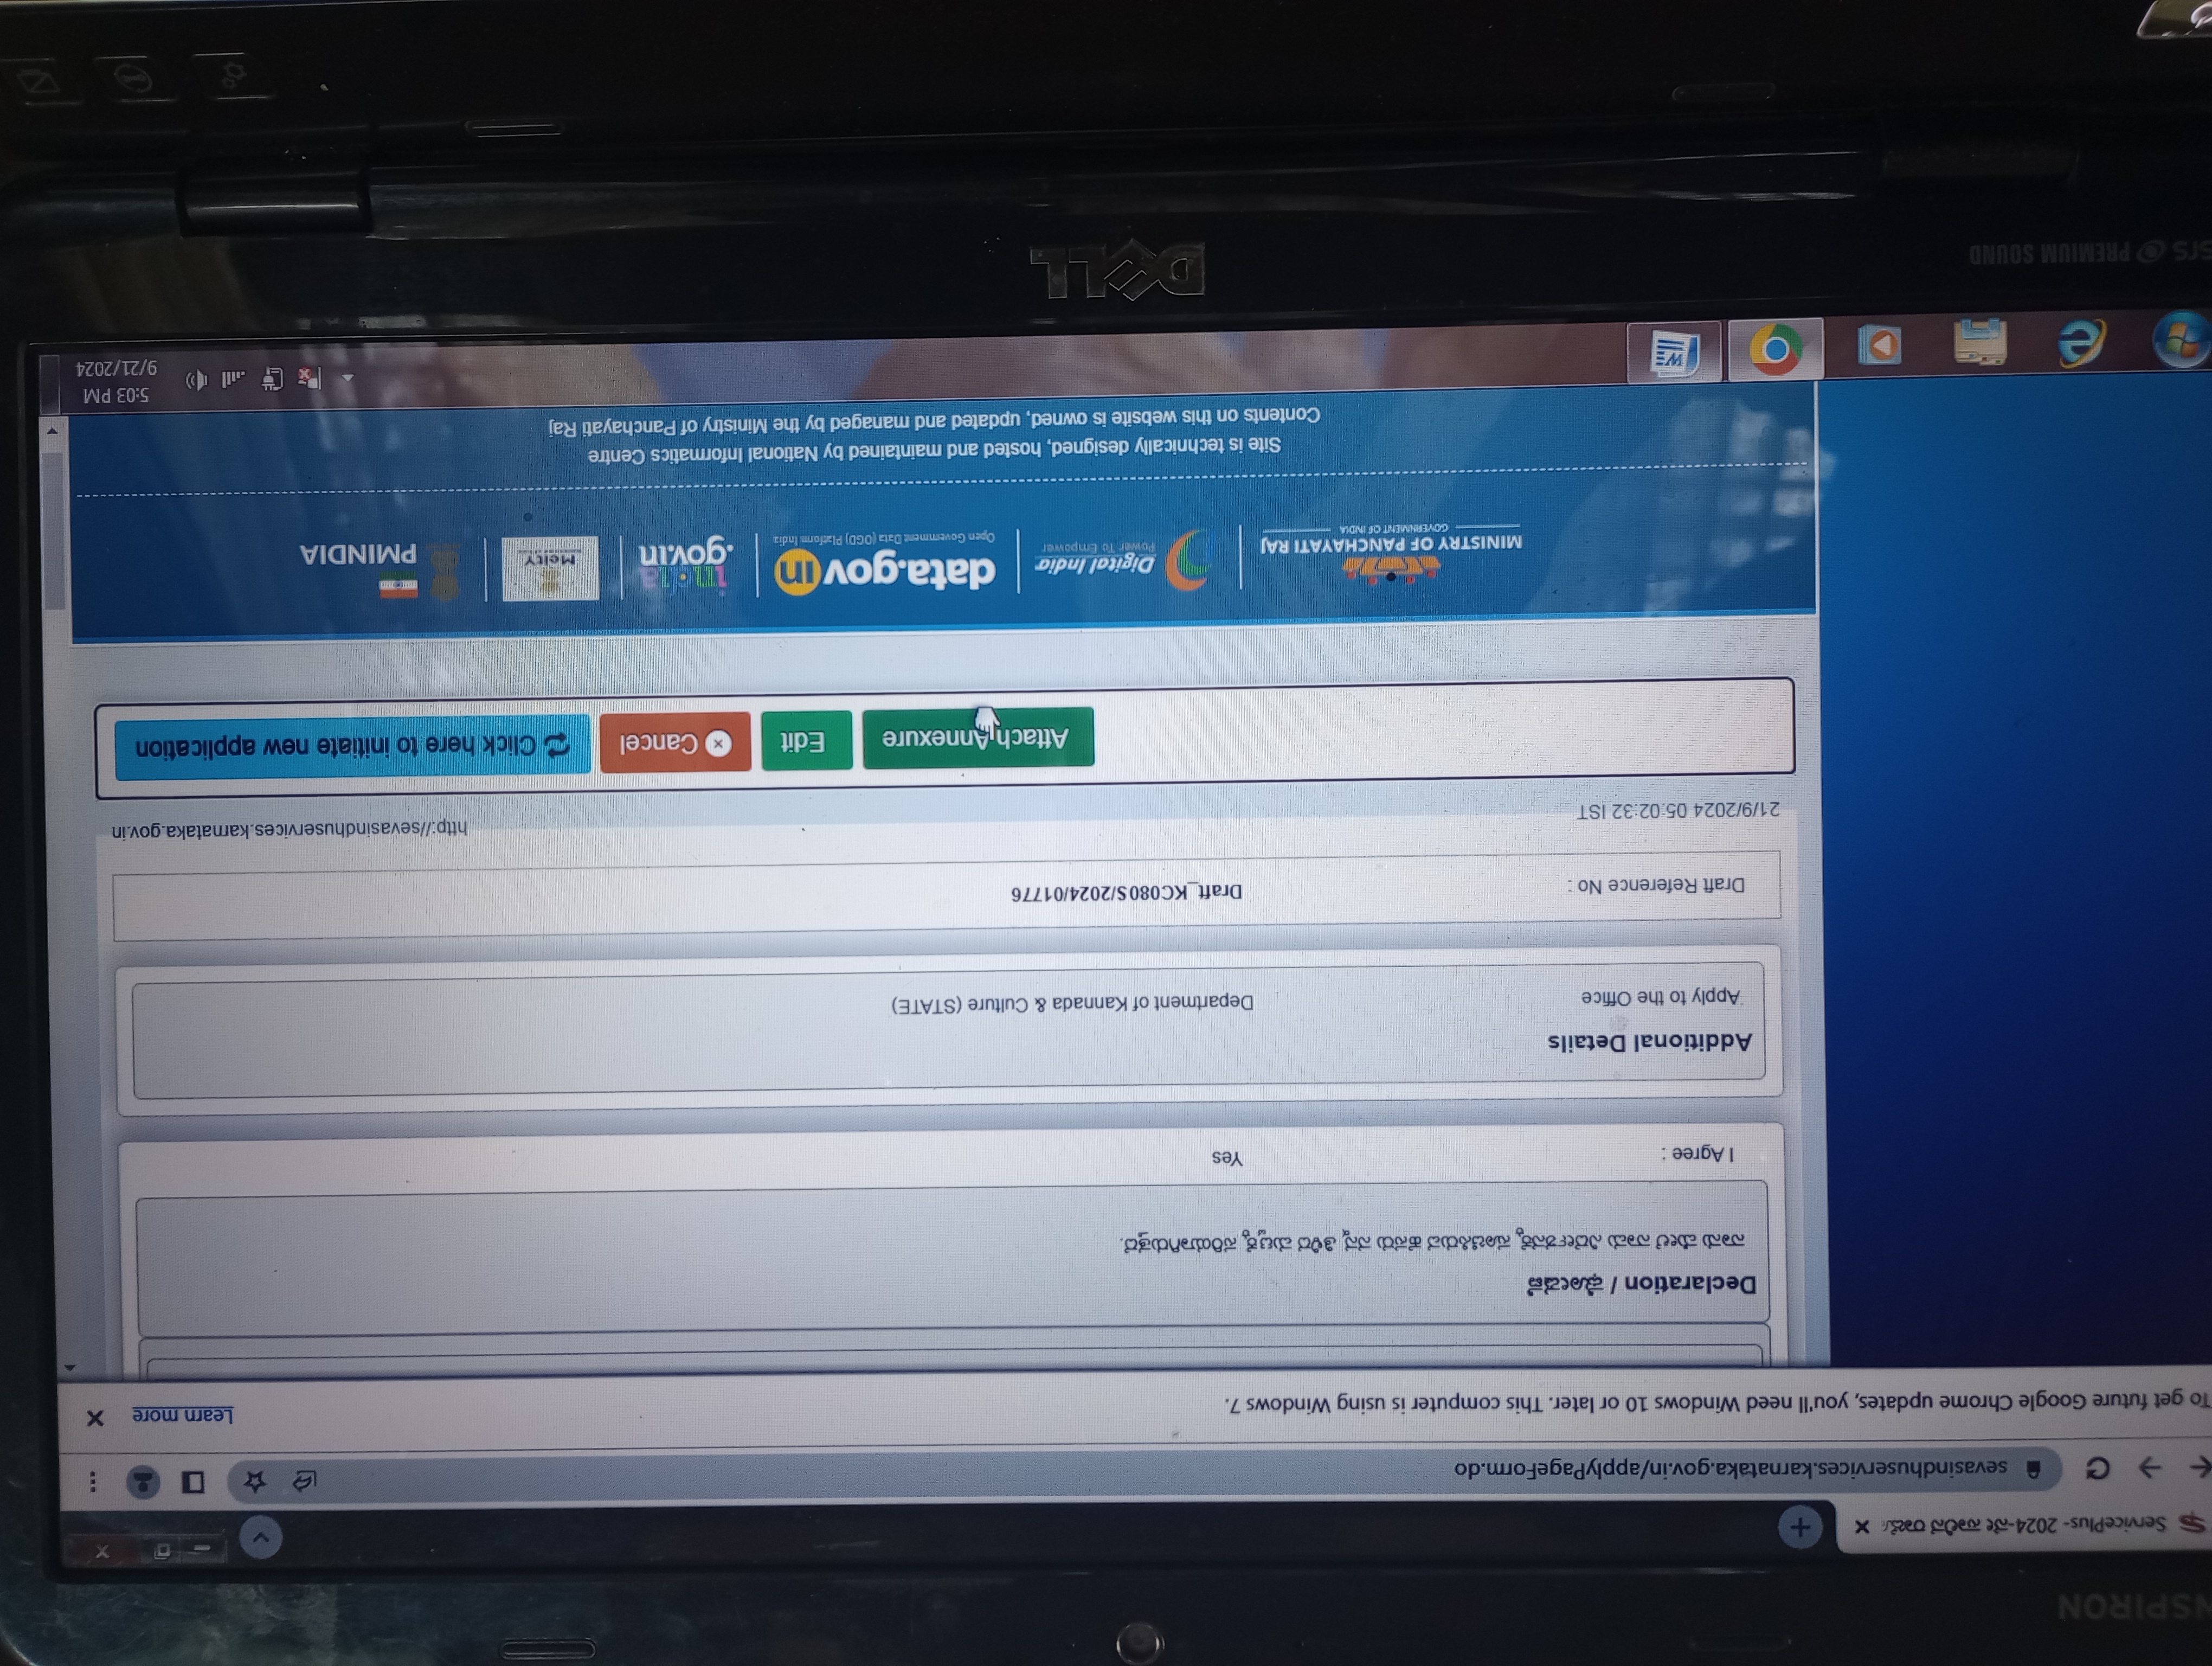 NSPIRON
ServicePlus- 2024-ನೇ ಸಾಲಿನ ರಾಜ್ಯ
sevasindhuservices.karnataka.gov.in/applyPageForm.do
To get future Google Chrome updates, you'll need Windows 10 or later. This computer is using Windows 7.
Learn more
Declaration / ಘೋಷಣೆ
ನಾನು ಮೇಲೆ ನಾಮ ನಿರ್ದೇಶನಕ್ಕೆ ಸೂಚಿಸಿರುವ ಹೆಸರು ನನ್ನ ತಿಳಿದ ಮಟ್ಟಕ್ಕೆ ಸರಿಯಾಗಿರುತ್ತದೆ.
I Agree : Yes
Additional Details
Apply to the Office Department of Kannada & Culture (STATE)
Draft Reference No : Draft_KC080S/2024/01776
21/9/2024 05:02:32 IST
http://sevasindhuservices.karnataka.gov.in
Attach Annexure Edit Cancel Click here to initiate new application
MINISTRY OF PANCHAYATI RAJ
GOVERNMENT OF INDIA
Digital India
Power To Empower
data.gov in
Open Government Data (OGD) Platform India
india
.gov.in
MeitY
PMINDIA
Site is technically designed, hosted and maintained by National Informatics Centre
Contents on this website is owned, updated and managed by the Ministry of Panchayati Raj
5:03 PM
9/21/2024
DELL
SRS PREMIUM SOUND